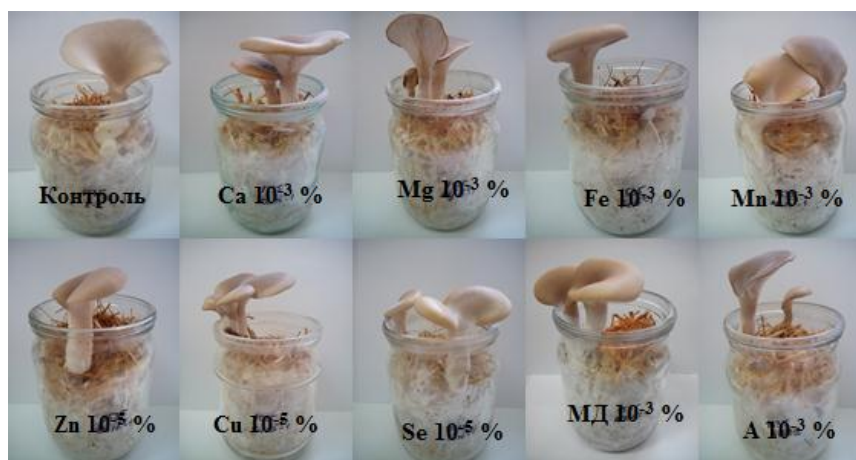 Контроль
Ca 10⁻³ %
Mg 10⁻³ %
Fe 10⁻³ %
Mn 10⁻³ %
Zn 10⁻⁵ %
Cu 10⁻⁵ %
Se 10⁻⁵ %
МД 10⁻³ %
А 10⁻³ %